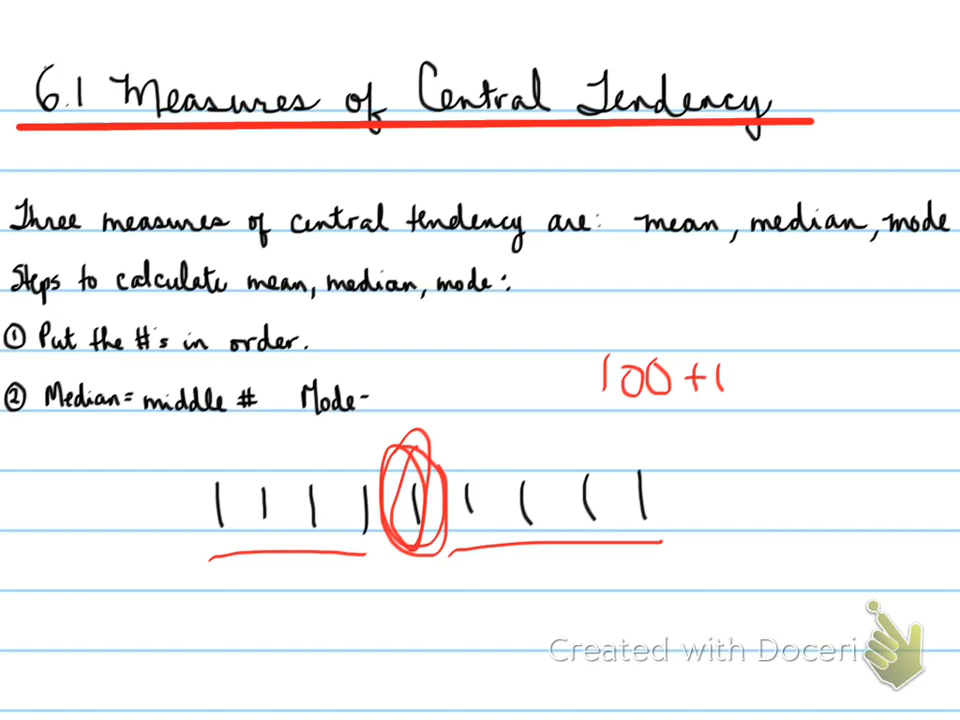 6.1 Measures of Central Tendency
Three measures of central tendency are: mean, median, mode
Steps to calculate mean, median, mode:
① Put the #'s in order.
100+1
② Median = middle # Mode-
| | | | | | | | |
Created with Doceri